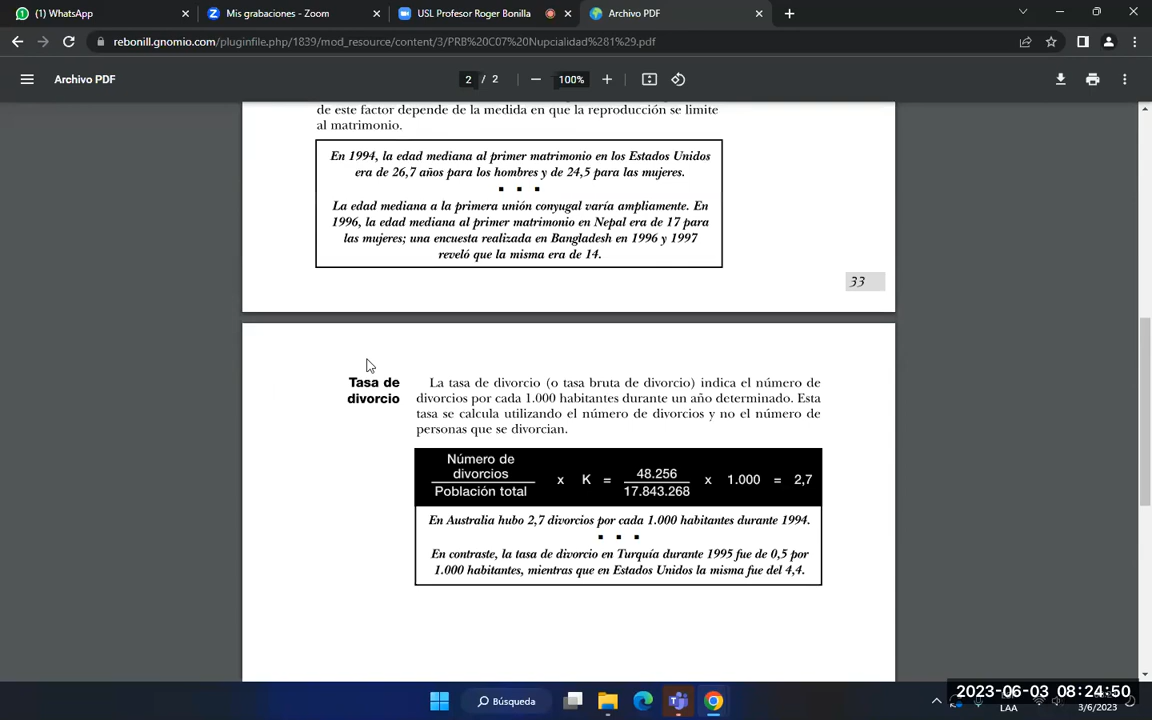 (1) WhatsApp
Mis grabaciones - Zoom
USL Profesor Roger Bonilla
Archivo PDF
rebonill.gnomio.com/pluginfile.php/1839/mod_resource/content/3/PRB%20C07%20Nupcialidad%281%29.pdf
Archivo PDF
2 / 2
100%
de este factor depende de la medida en que la reproducción se limite
al matrimonio.
En 1994, la edad mediana al primer matrimonio en los Estados Unidos
era de 26,7 años para los hombres y de 24,5 para las mujeres.
La edad mediana a la primera unión conyugal varía ampliamente. En
1996, la edad mediana al primer matrimonio en Nepal era de 17 para
las mujeres; una encuesta realizada en Bangladesh en 1996 y 1997
reveló que la misma era de 14.
33
Tasa de
divorcio
La tasa de divorcio (o tasa bruta de divorcio) indica el número de
divorcios por cada 1.000 habitantes durante un año determinado. Esta
tasa se calcula utilizando el número de divorcios y no el número de
personas que se divorcian.
Número de
divorcios
Población total
x K = 48.256
17.843.268
x 1.000 = 2,7
En Australia hubo 2,7 divorcios por cada 1.000 habitantes durante 1994.
En contraste, la tasa de divorcio en Turquía durante 1995 fue de 0,5 por
1.000 habitantes, mientras que en Estados Unidos la misma fue del 4,4.
Búsqueda
LAA
2023-06-03 08:24:50
3/6/2023